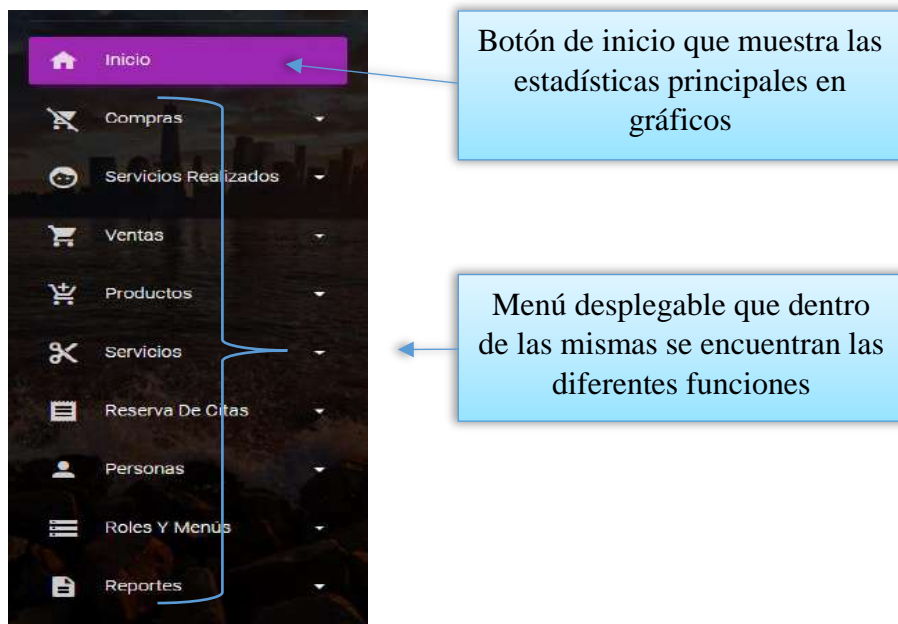 Inicio
Compras
Servicios Realizados
Ventas
Productos
Servicios
Reserva De Citas
Personas
Roles Y Menús
Reportes
Botón de inicio que muestra las
estadísticas principales en
gráficos
Menú desplegable que dentro
de las mismas se encuentran las
diferentes funciones